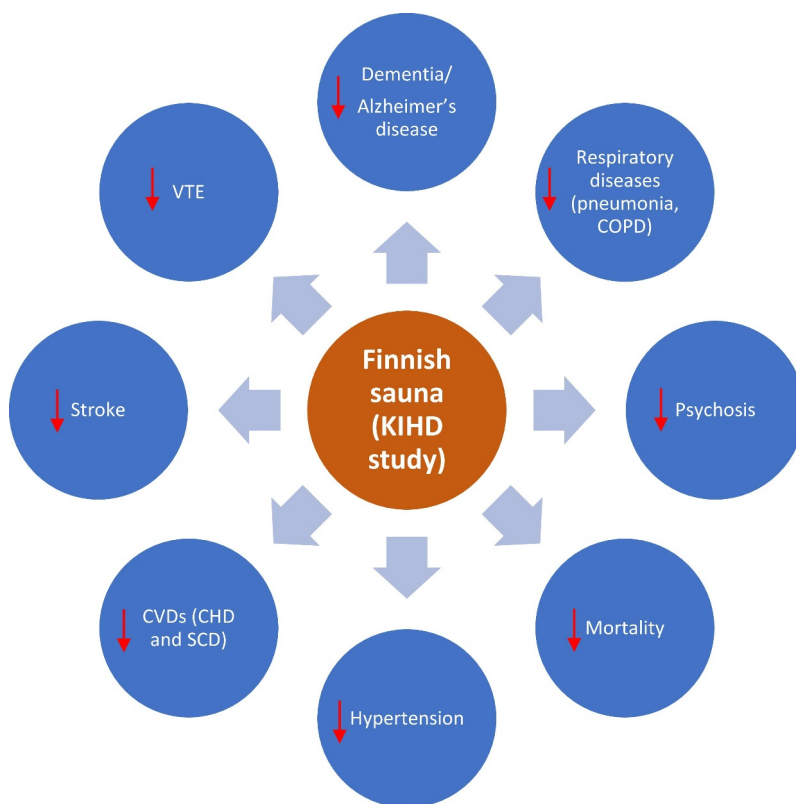 Dementia/
Alzheimer’s
disease
Respiratory
diseases
(pneumonia,
COPD)
Psychosis
Mortality
Hypertension
CVDs (CHD
and SCD)
Stroke
VTE
Finnish
sauna
(KIHD
study)